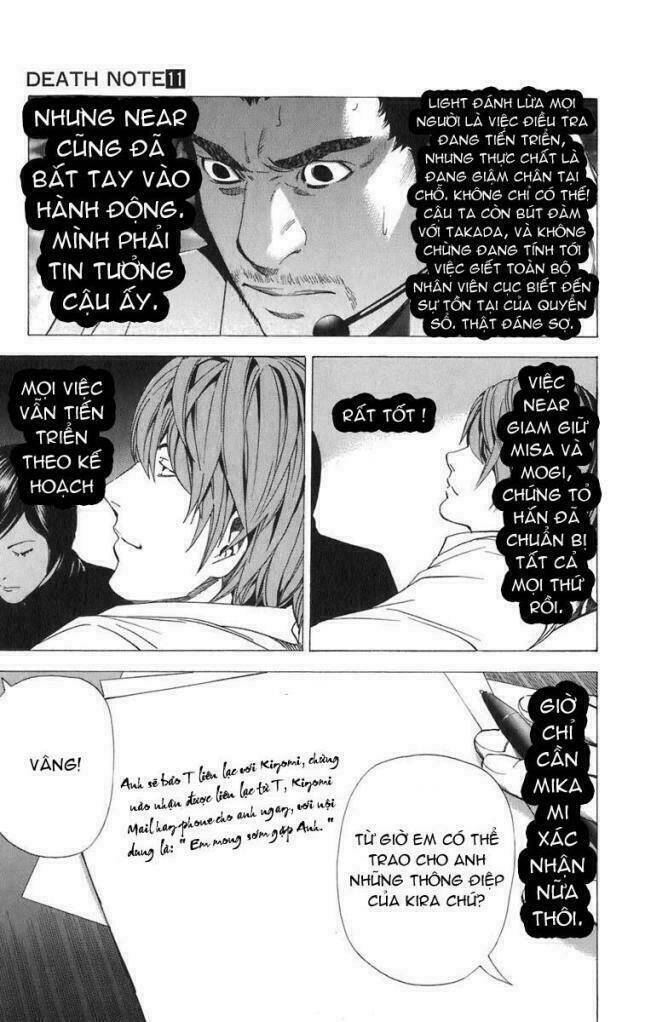 DEATH NOTE 11
LIGHT ĐÁNH LỪA MỌI
NGƯỜI LÀ VIỆC ĐIỀU TRA
ĐANG TIẾN TRIỂN,
NHƯNG THỰC CHẤT LÀ
ĐANG GIẬM CHÂN TẠI
CHỖ. KHÔNG CHỈ CÓ THẾ!
CẬU TA CÒN BÚT ĐÀM
VỚI TAKADA, VÀ KHÔNG
CHỪNG ĐANG TÍNH TỚI
VIỆC GIẾT TOÀN BỘ
NHÂN VIÊN CỤC BIẾT ĐẾN
SỰ TỒN TẠI CỦA QUYỂN
SỔ. THẬT ĐÁNG SỢ.
NHƯNG NEAR
CŨNG ĐÃ
BẮT TAY VÀO
HÀNH ĐỘNG.
MÌNH PHẢI
TIN TƯỞNG
CẬU ẤY.
VIỆC
NEAR
GIAM GIỮ
MISA VÀ
MOGI,
CHỨNG TỎ
HẮN ĐÃ
CHUẨN BỊ
TẤT CẢ
MỌI THỨ
RỒI.
RẤT TỐT!
MỌI VIỆC
VẪN TIẾN
TRIỂN
THEO KẾ
HOẠCH
GIỜ
CHỈ
CẦN
MIKA
MI
XÁC
NHẬN
NỮA
THÔI.
TỪ GIỜ EM CÓ THỂ
TRAO CHO ANH
NHỮNG THÔNG ĐIỆP
CỦA KIRA CHỨ?
Anh sẽ bảo T liên lạc với Kiyomi, chừng
nào nhận được liên lạc từ T, Kiyomi
Mail hay phone cho anh ngay, với nội
dung là: " Em mong sớm gặp Anh. "
VÂNG!